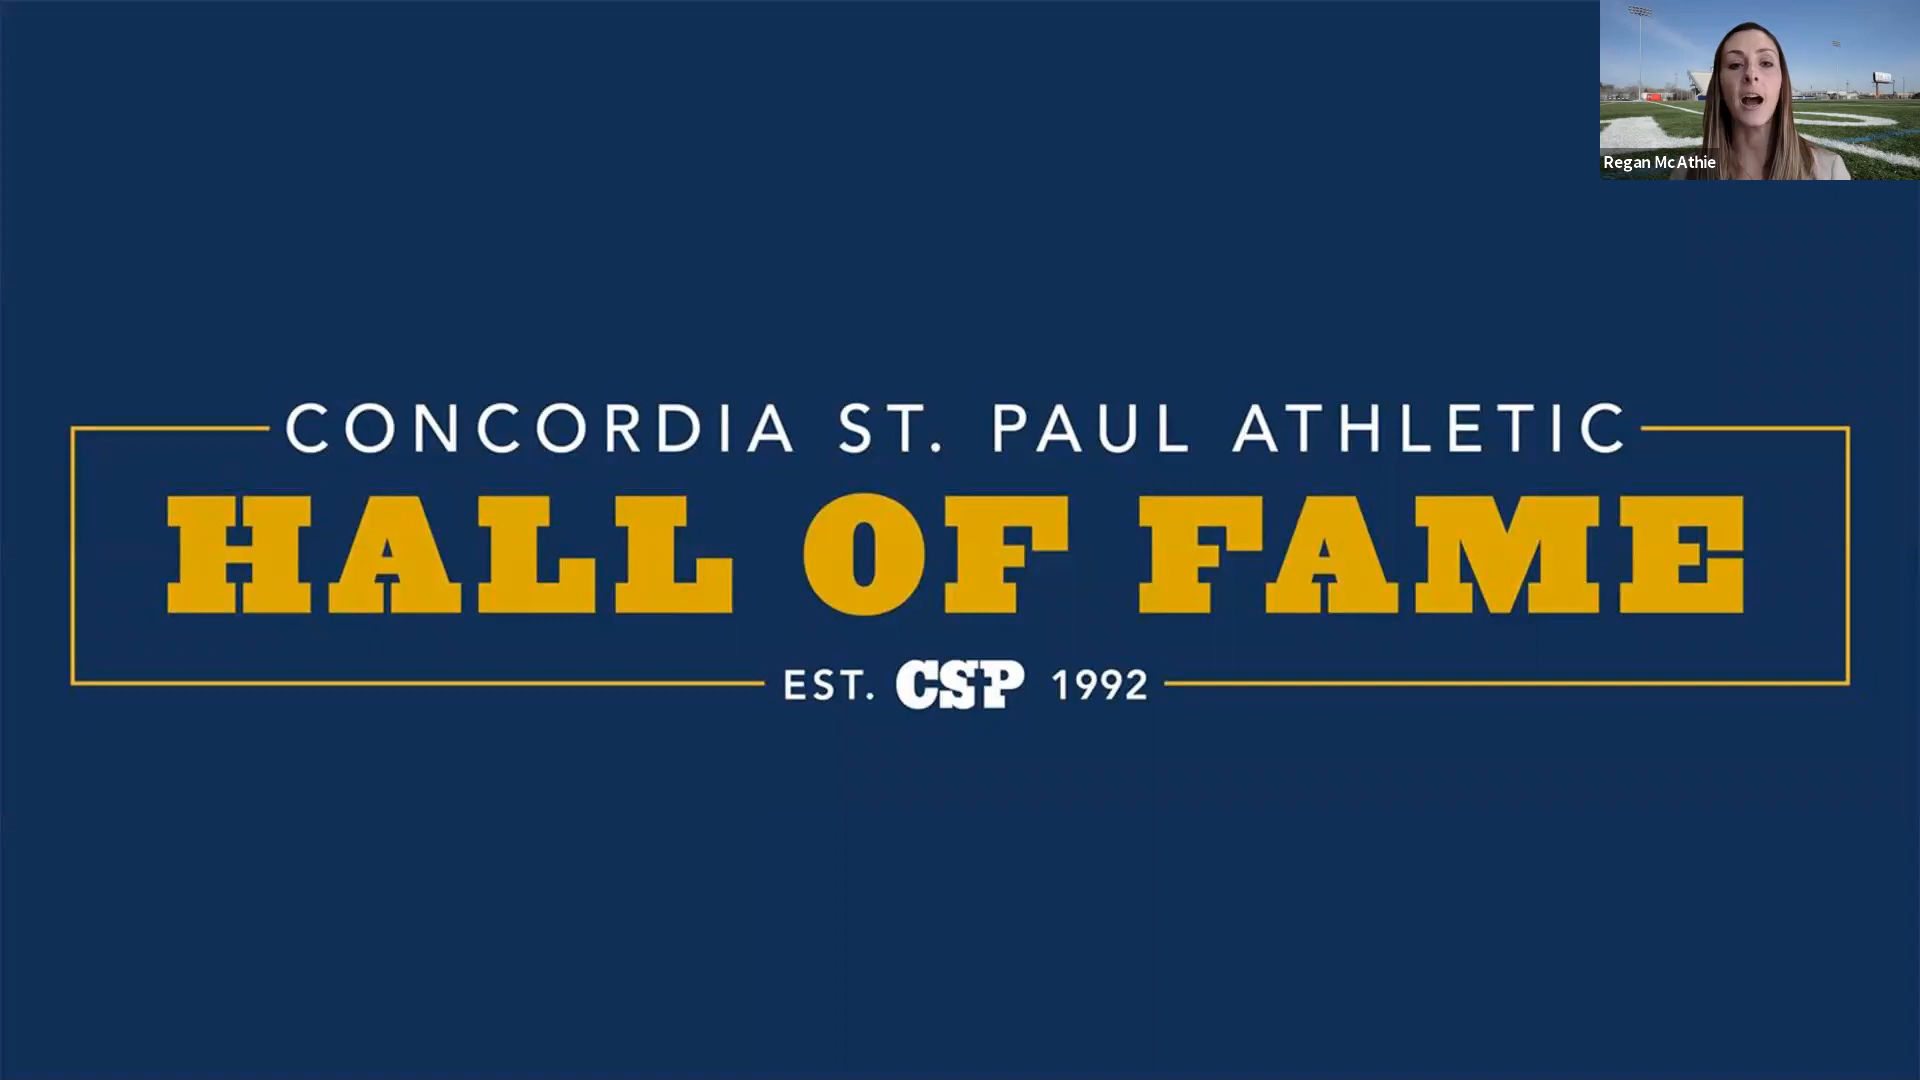 Regan McAthie
CONCORDIA ST. PAUL ATHLETIC
HALL OF FAME
EST. CSP 1992